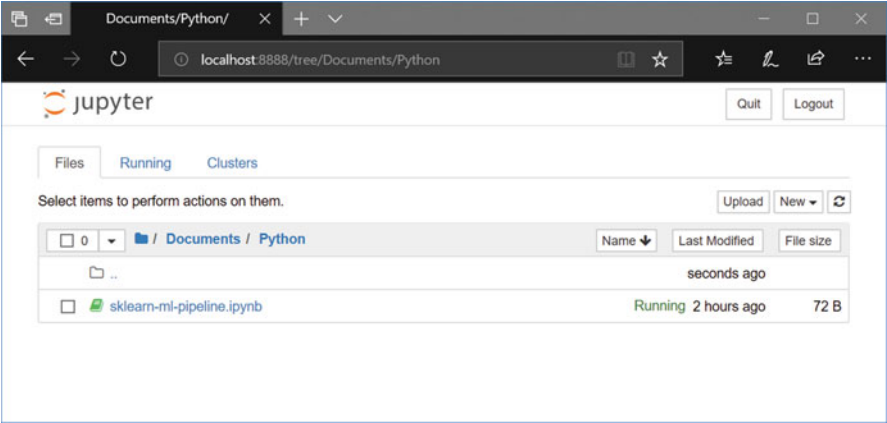 Documents/Python/
localhost:8888/tree/Documents/Python
jupyter
Quit Logout
Files Running Clusters
Select items to perform actions on them.
Upload New
0 / Documents / Python Name Last Modified File size
.. seconds ago
sklearn-ml-pipeline.ipynb Running 2 hours ago 72 B